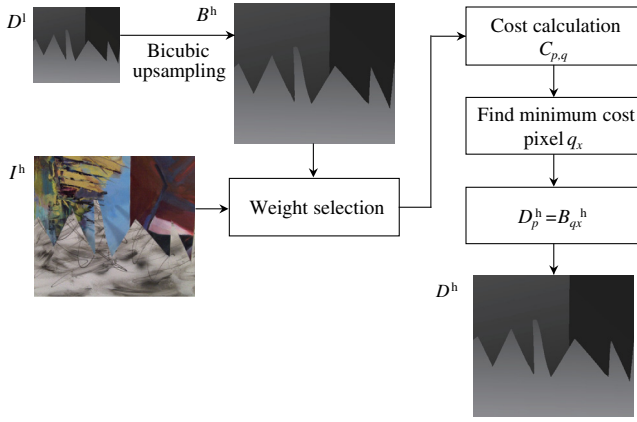 D^l
B^h
Bicubic
upsampling
I^h
Weight selection
Cost calculation
C_{p,q}
Find minimum cost
pixel q_x
D_p^h=B_{qx}^h
D^h